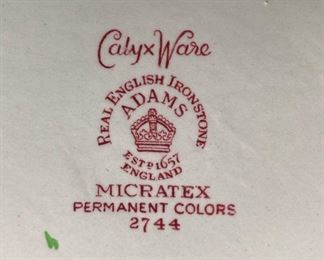 Calyx Ware
REAL ENGLISH IRONSTONE
ADAMS
ESTD 1657
ENGLAND
MICRATEX
PERMANENT COLORS
2744